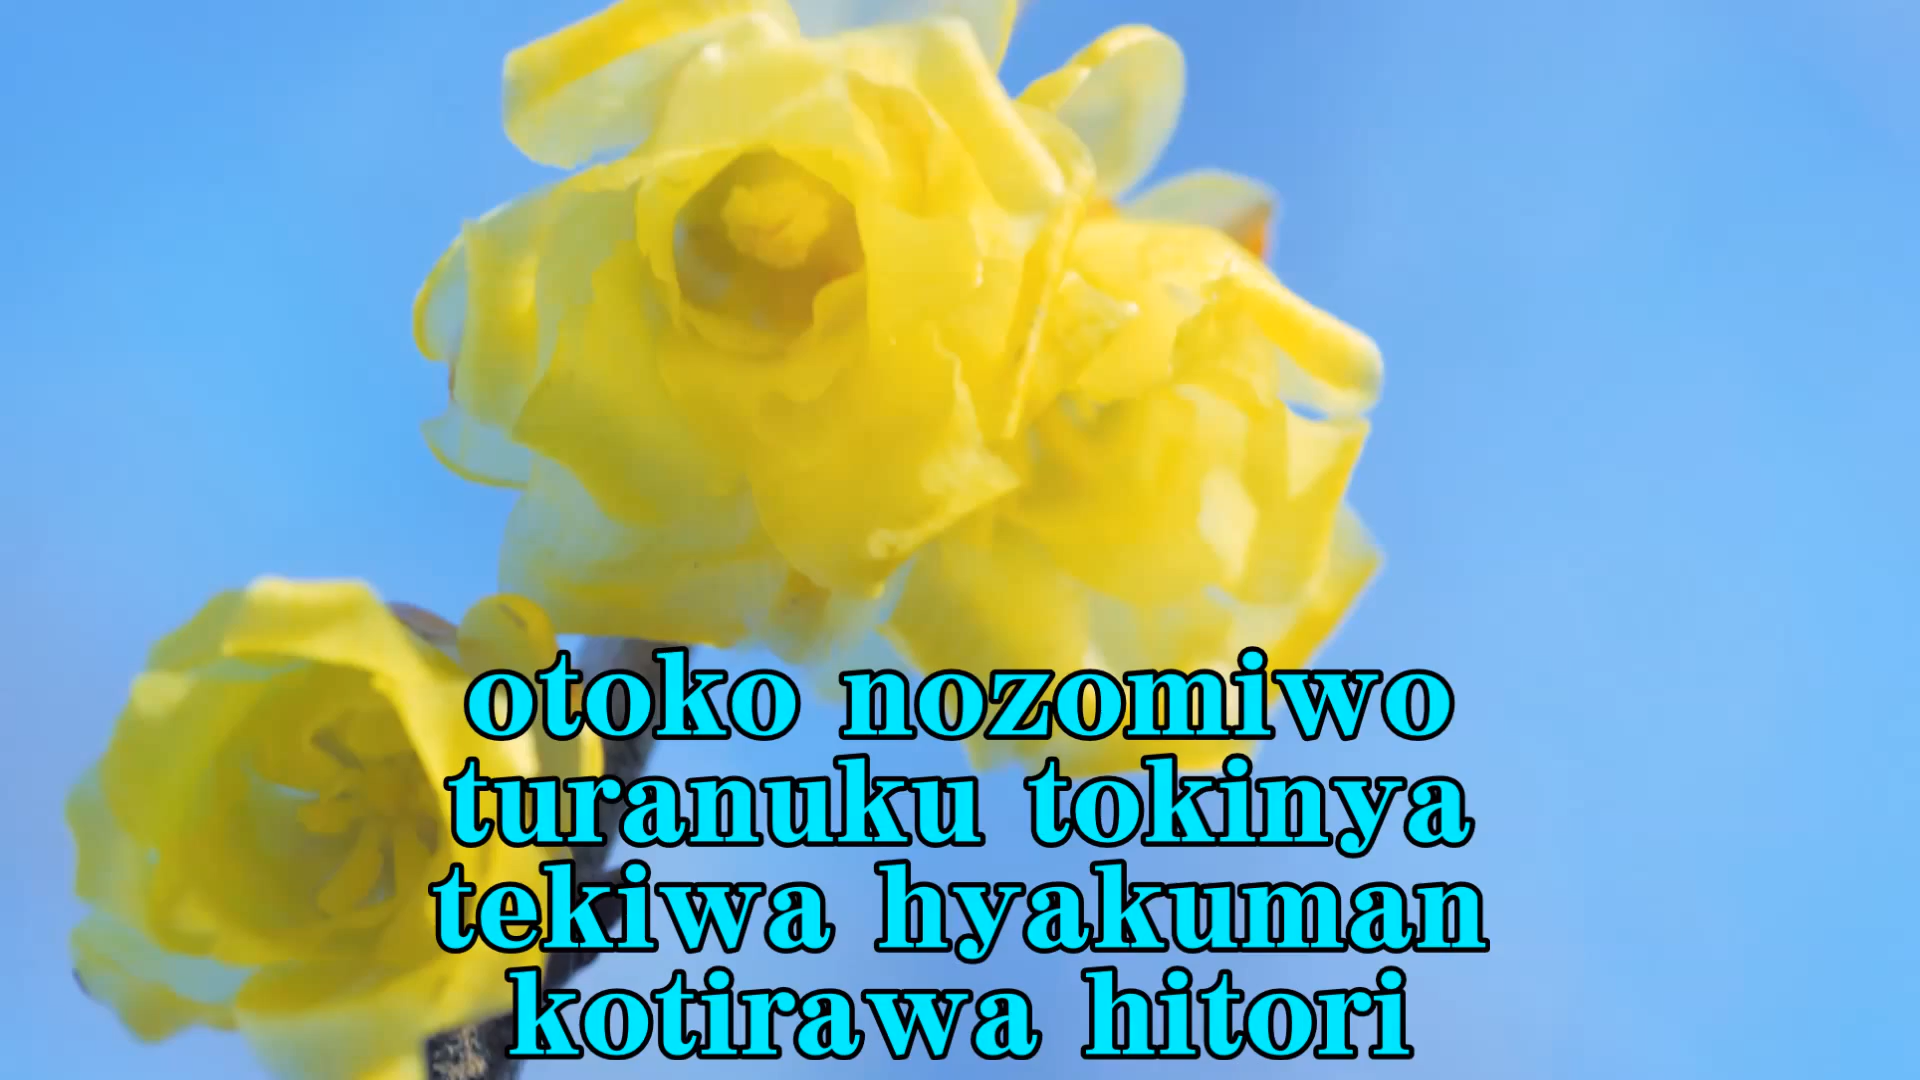 otoko nozomiwo
turanuku tokinya
tekiwa hyakuman
kotirawa hitori